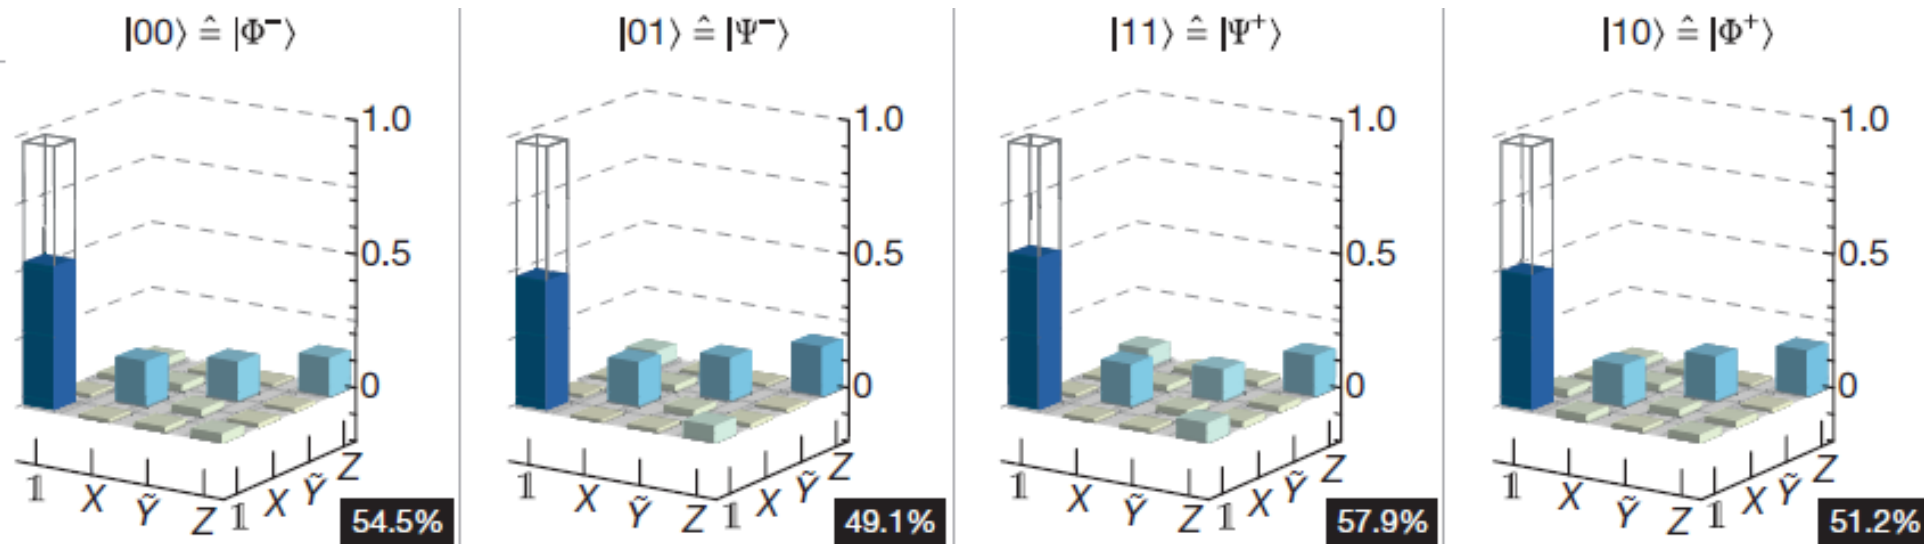 |00⟩ ≙ |Φ⁻⟩
1.0
0.5
0
𝟙 X Ỹ Z
𝟙 X Ỹ Z
54.5%
|01⟩ ≙ |Ψ⁻⟩
1.0
0.5
0
𝟙 X Ỹ Z
𝟙 X Ỹ Z
49.1%
|11⟩ ≙ |Ψ⁺⟩
1.0
0.5
0
𝟙 X Ỹ Z
𝟙 X Ỹ Z
57.9%
|10⟩ ≙ |Φ⁺⟩
1.0
0.5
0
𝟙 X Ỹ Z
𝟙 X Ỹ Z
51.2%